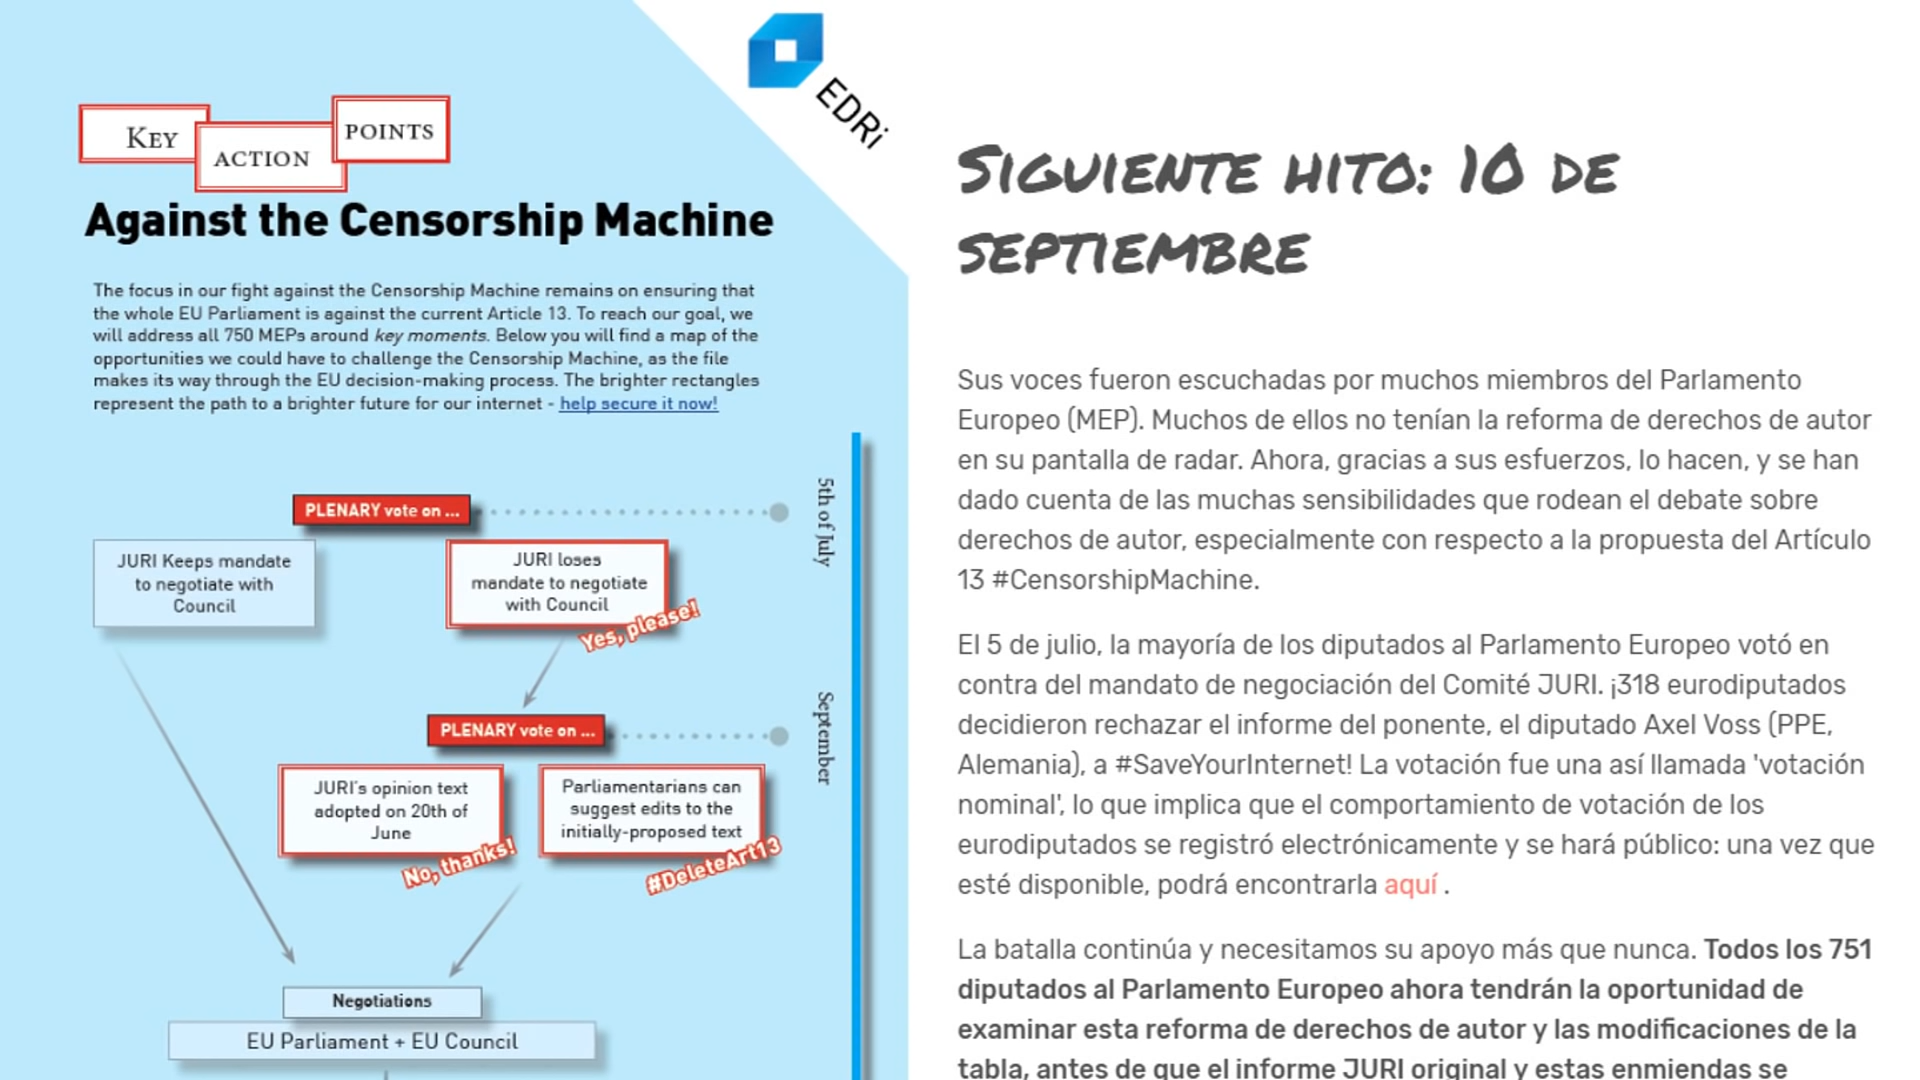 EDRi
KEY
ACTION
POINTS
Against the Censorship Machine
The focus in our fight against the Censorship Machine remains on ensuring that
the whole EU Parliament is against the current Article 13. To reach our goal, we
will address all 750 MEPs around key moments. Below you will find a map of the
opportunities we could have to challenge the Censorship Machine, as the file
makes its way through the EU decision-making process. The brighter rectangles
represent the path to a brighter future for our internet - help secure it now!
5th of July
PLENARY vote on ...
JURI Keeps mandate
to negotiate with
Council
JURI loses
mandate to negotiate
with Council
Yes, please!
September
PLENARY vote on ...
JURI's opinion text
adopted on 20th of
June
No, thanks!
Parliamentarians can
suggest edits to the
initially-proposed text
#DeleteArt13
Negotiations
EU Parliament + EU Council
SIGUIENTE HITO: 10 DE
SEPTIEMBRE
Sus voces fueron escuchadas por muchos miembros del Parlamento
Europeo (MEP). Muchos de ellos no tenían la reforma de derechos de autor
en su pantalla de radar. Ahora, gracias a sus esfuerzos, lo hacen, y se han
dado cuenta de las muchas sensibilidades que rodean el debate sobre
derechos de autor, especialmente con respecto a la propuesta del Artículo
13 #CensorshipMachine.
El 5 de julio, la mayoría de los diputados al Parlamento Europeo votó en
contra del mandato de negociación del Comité JURI. ¡318 eurodiputados
decidieron rechazar el informe del ponente, el diputado Axel Voss (PPE,
Alemania), a #SaveYourInternet! La votación fue una así llamada 'votación
nominal', lo que implica que el comportamiento de votación de los
eurodiputados se registró electrónicamente y se hará público: una vez que
esté disponible, podrá encontrarla aquí .
La batalla continúa y necesitamos su apoyo más que nunca. Todos los 751
diputados al Parlamento Europeo ahora tendrán la oportunidad de
examinar esta reforma de derechos de autor y las modificaciones de la
tabla, antes de que el informe JURI original y estas enmiendas se